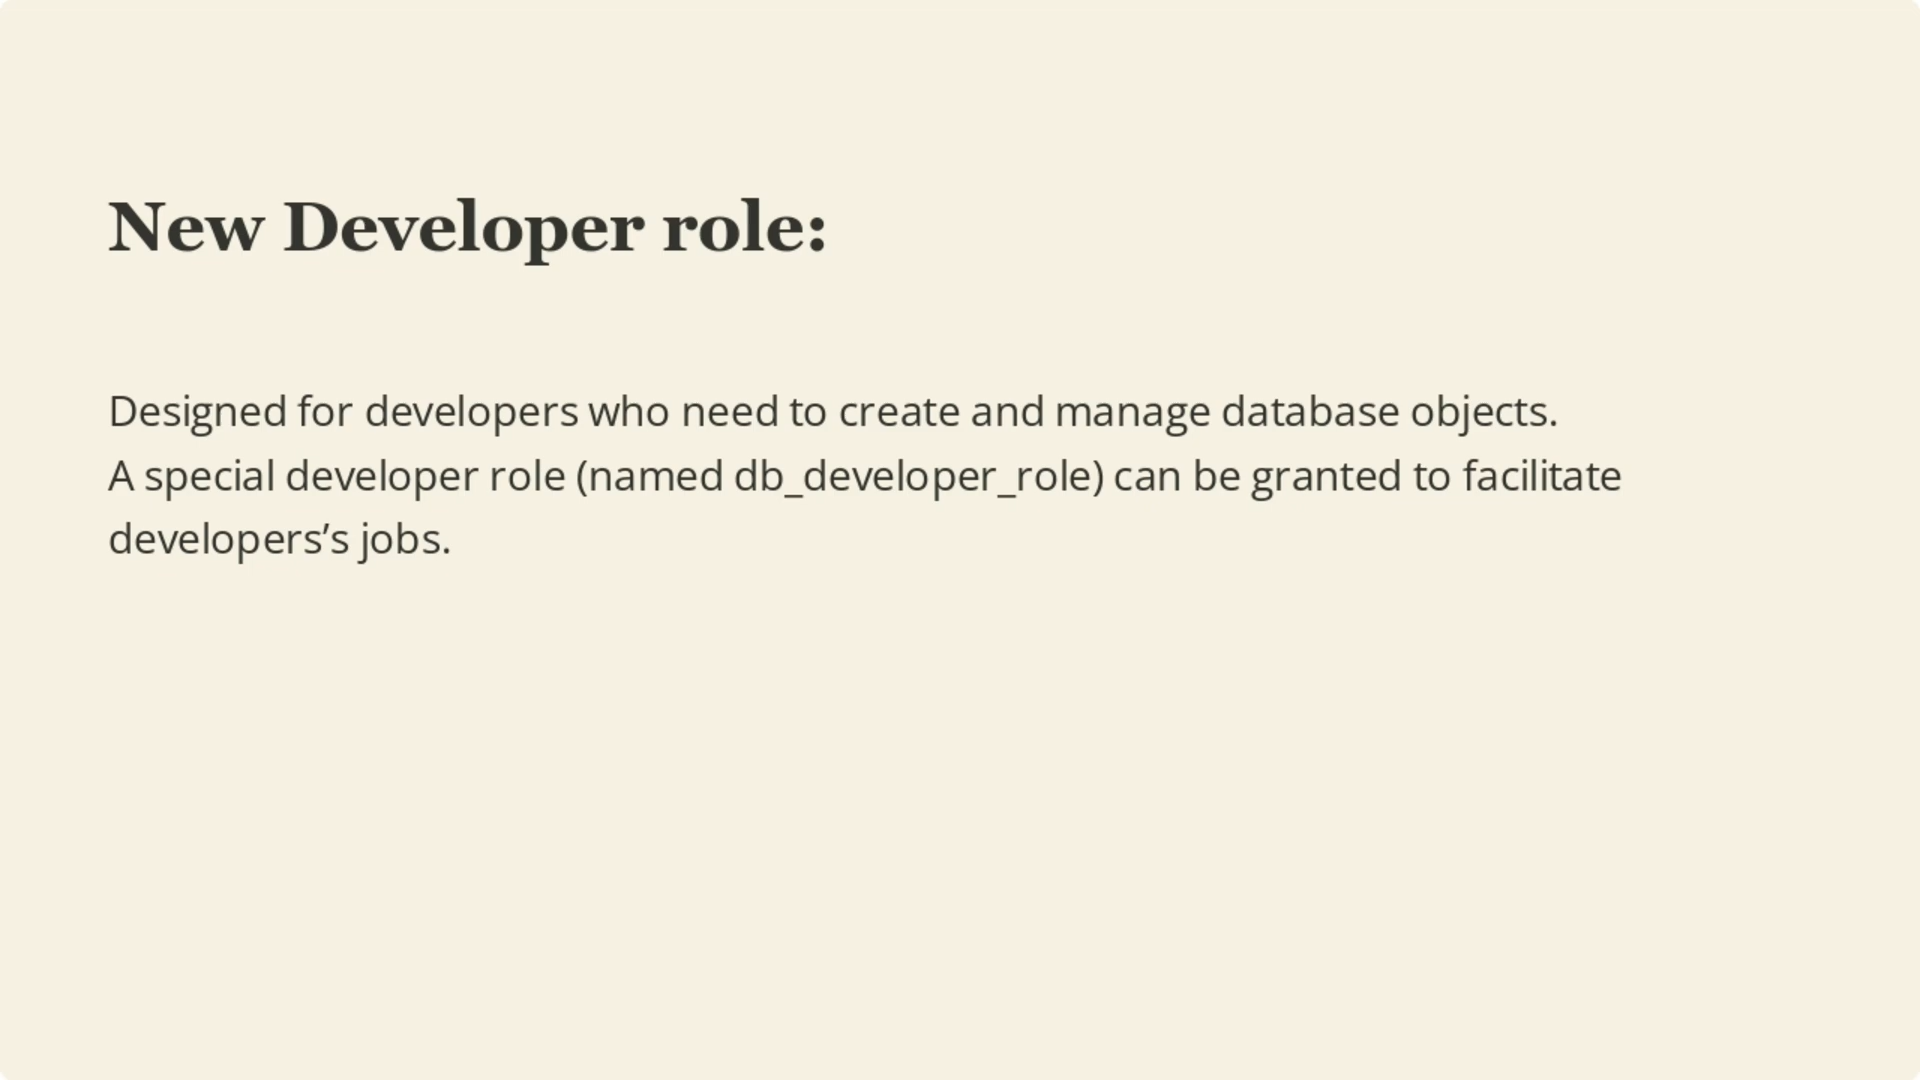 New Developer role:
Designed for developers who need to create and manage database objects.
A special developer role (named db_developer_role) can be granted to facilitate
developers’s jobs.